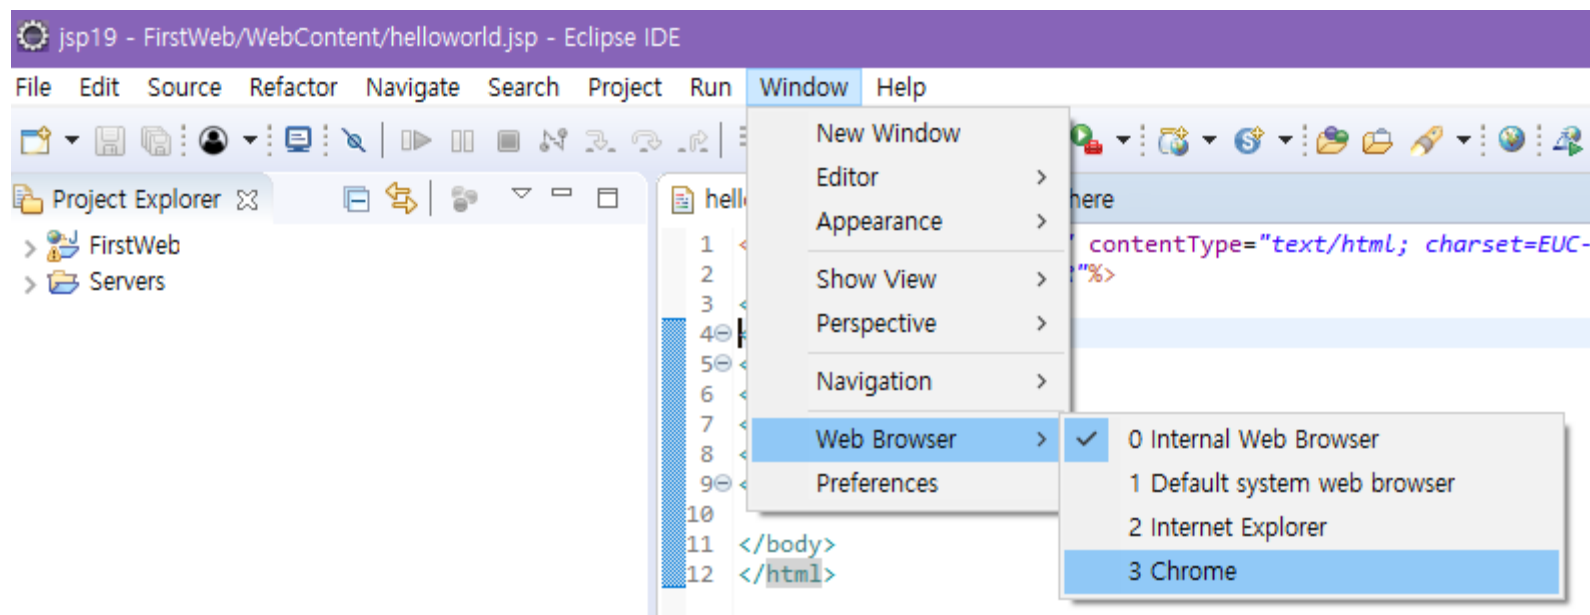 jsp19 - FirstWeb/WebContent/helloworld.jsp - Eclipse IDE
File Edit Source Refactor Navigate Search Project Run Window Help
Project Explorer
FirstWeb
Servers
New Window
Editor
Appearance
Show View
Perspective
Navigation
Web Browser
Preferences
0 Internal Web Browser
1 Default system web browser
2 Internet Explorer
3 Chrome
hell
here
1 < " contentType="text/html; charset=EUC-
2 "%>
3 <
4
5 <
6 <
7 <
8 <
9 <
10
11 </body>
12 </html>